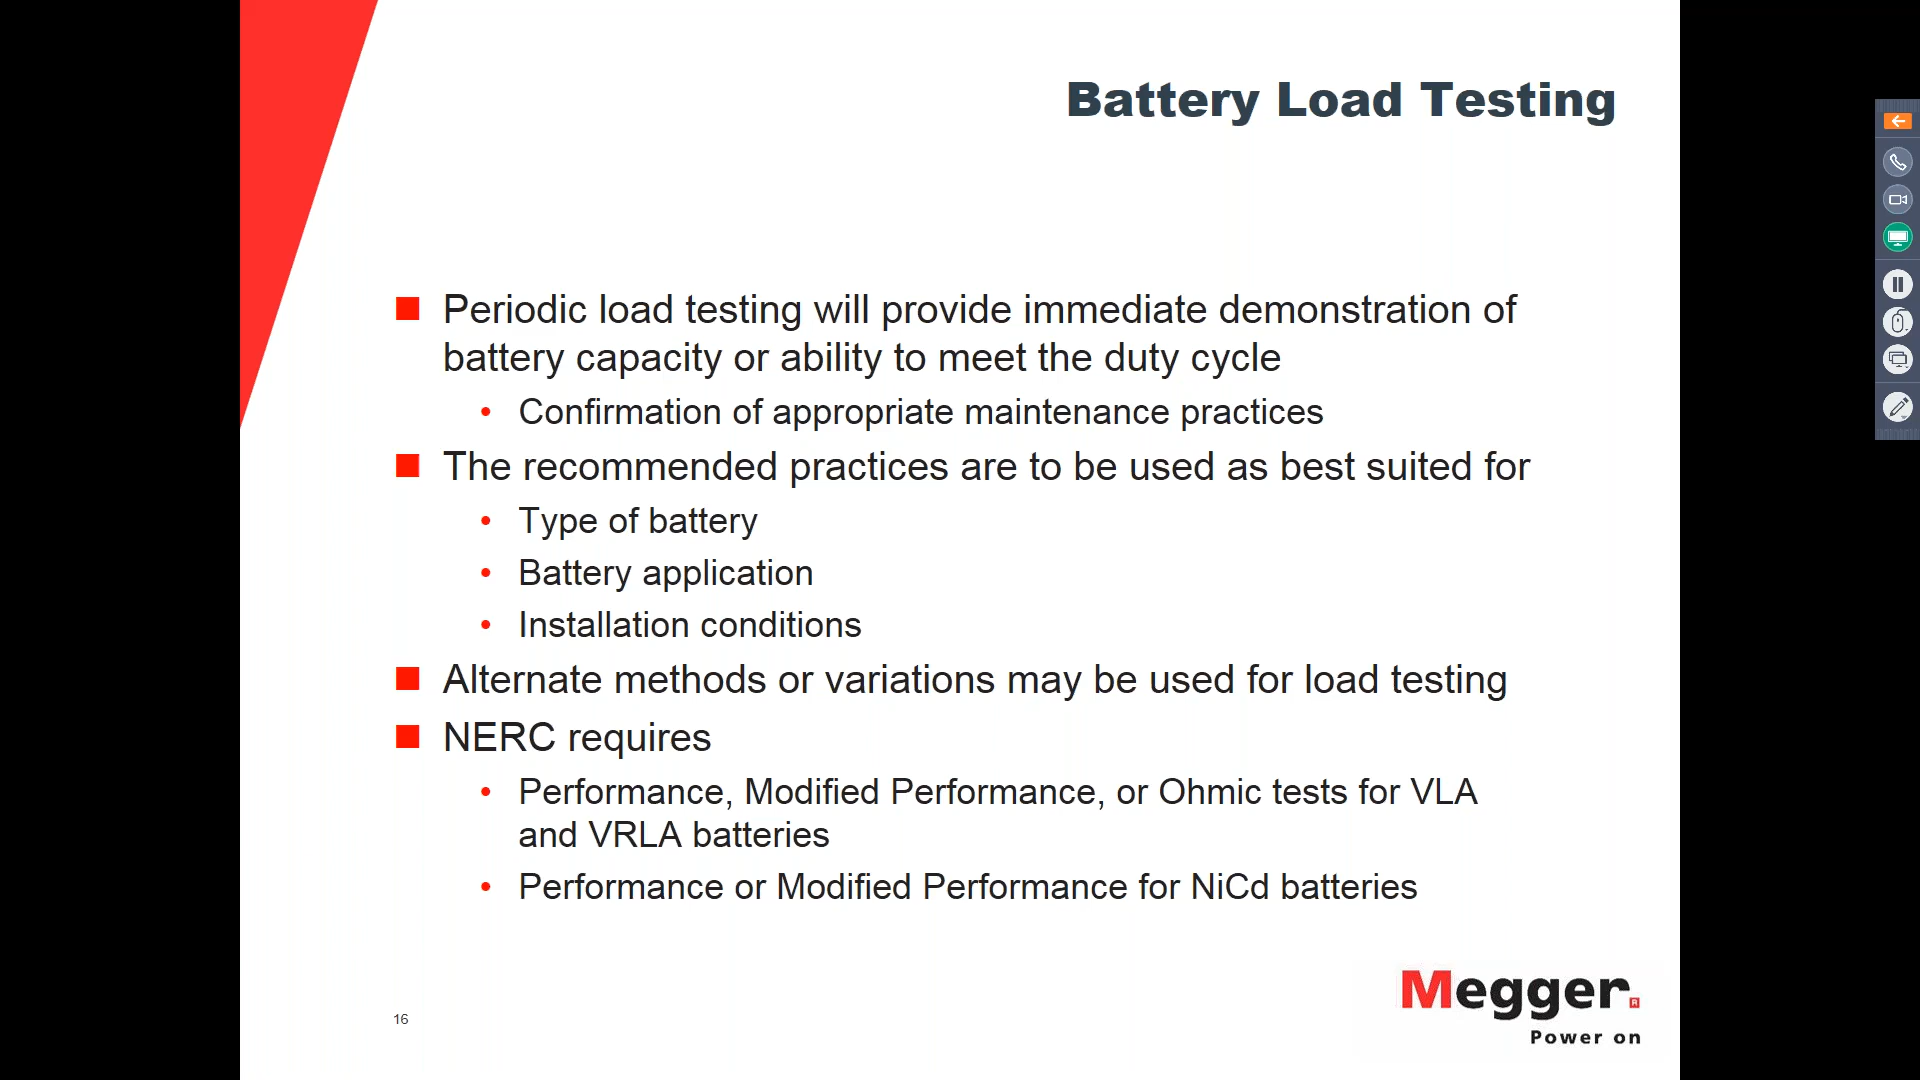 Battery Load Testing
■ Periodic load testing will provide immediate demonstration of
battery capacity or ability to meet the duty cycle
• Confirmation of appropriate maintenance practices
■ The recommended practices are to be used as best suited for
• Type of battery
• Battery application
• Installation conditions
■ Alternate methods or variations may be used for load testing
■ NERC requires
• Performance, Modified Performance, or Ohmic tests for VLA
and VRLA batteries
• Performance or Modified Performance for NiCd batteries
16
Megger.
Power on